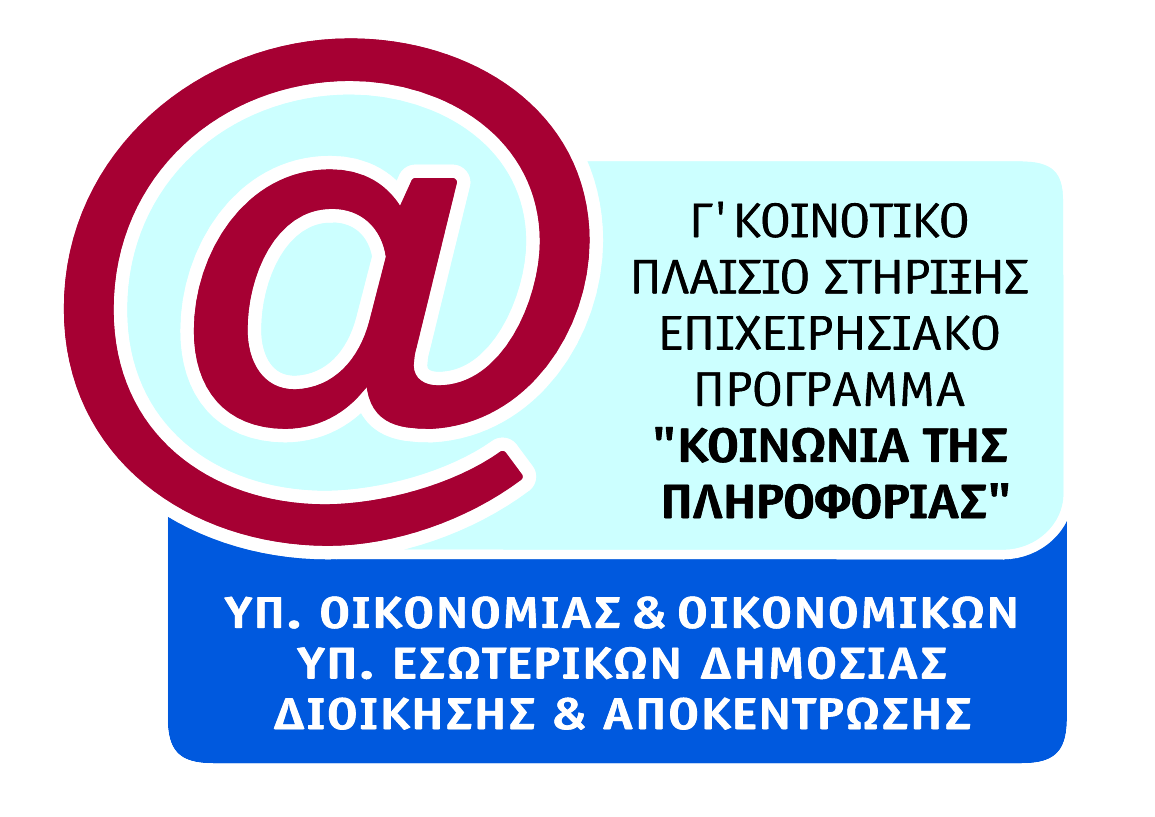 @
Γ' ΚΟΙΝΟΤΙΚΟ
ΠΛΑΙΣΙΟ ΣΤΗΡΙΞΗΣ
ΕΠΙΧΕΙΡΗΣΙΑΚΟ
ΠΡΟΓΡΑΜΜΑ
"ΚΟΙΝΩΝΙΑ ΤΗΣ
ΠΛΗΡΟΦΟΡΙΑΣ"
ΥΠ. ΟΙΚΟΝΟΜΙΑΣ & ΟΙΚΟΝΟΜΙΚΩΝ
ΥΠ. ΕΣΩΤΕΡΙΚΩΝ ΔΗΜΟΣΙΑΣ
ΔΙΟΙΚΗΣΗΣ & ΑΠΟΚΕΝΤΡΩΣΗΣ